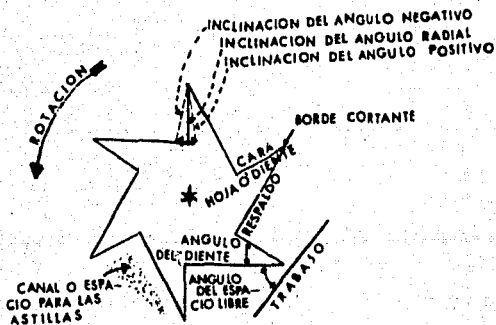 INCLINACION DEL ANGULO NEGATIVO
INCLINACION DEL ANGULO RADIAL
INCLINACION DEL ANGULO POSITIVO
ROTACION
BORDE CORTANTE
CARA
HOJA O DIENTE
RESPALDO
ANGULO
DEL DIENTE
ANGULO
DEL ESPA-
CIO LIBRE
TRABAJO
CANAL O ESPA-
CIO PARA LAS
ASTILLAS